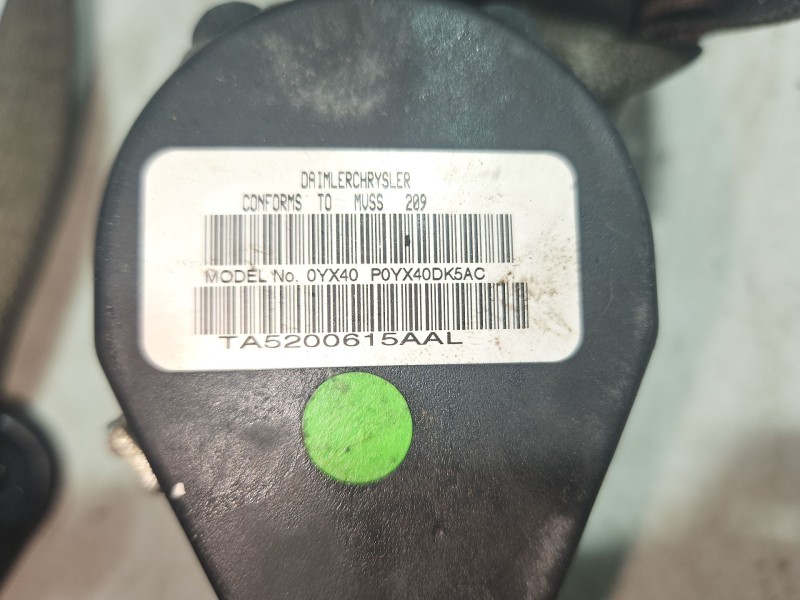 DAIMLERCHRYSLER
CONFORMS TO MVSS 209
MODEL No. 0YX40 P0YX40DK5AC
TA5200615AAL